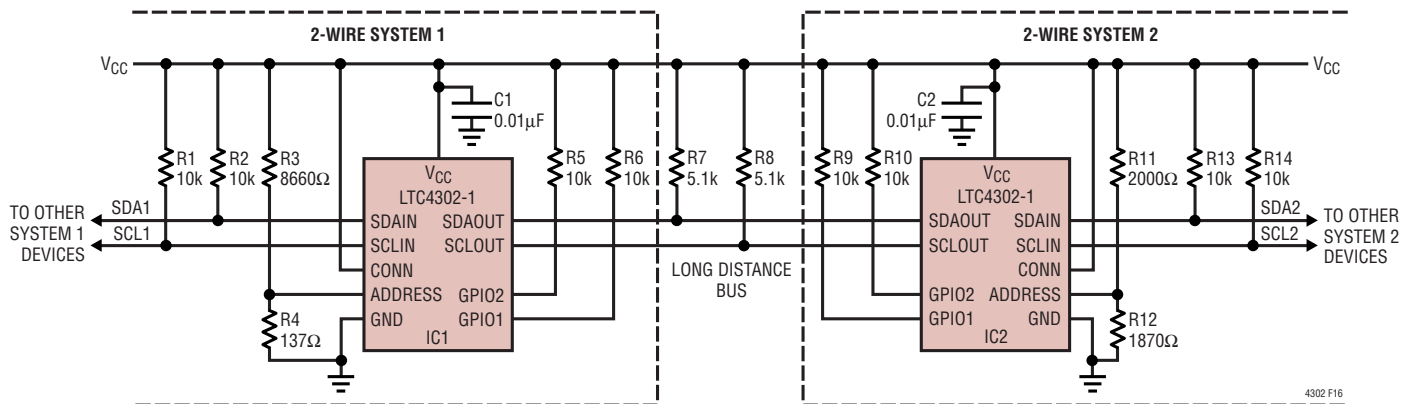 2-WIRE SYSTEM 1
2-WIRE SYSTEM 2
VCC
VCC
C1
0.01µF
C2
0.01µF
R1
10k
R2
10k
R3
8660Ω
VCC
LTC4302-1
R5
10k
R6
10k
R7
5.1k
R8
5.1k
R9
10k
R10
10k
VCC
LTC4302-1
R11
2000Ω
R13
10k
R14
10k
TO OTHER
SYSTEM 1
DEVICES
SDA1
SCL1
SDAIN
SCLIN
CONN
ADDRESS
GND
SDAOUT
SCLOUT
GPIO2
GPIO1
IC1
R4
137Ω
LONG DISTANCE
BUS
SDAOUT
SCLOUT
GPIO2
GPIO1
SDAIN
SCLIN
CONN
ADDRESS
GND
IC2
R12
1870Ω
SDA2
SCL2
TO OTHER
SYSTEM 2
DEVICES
4302 F16